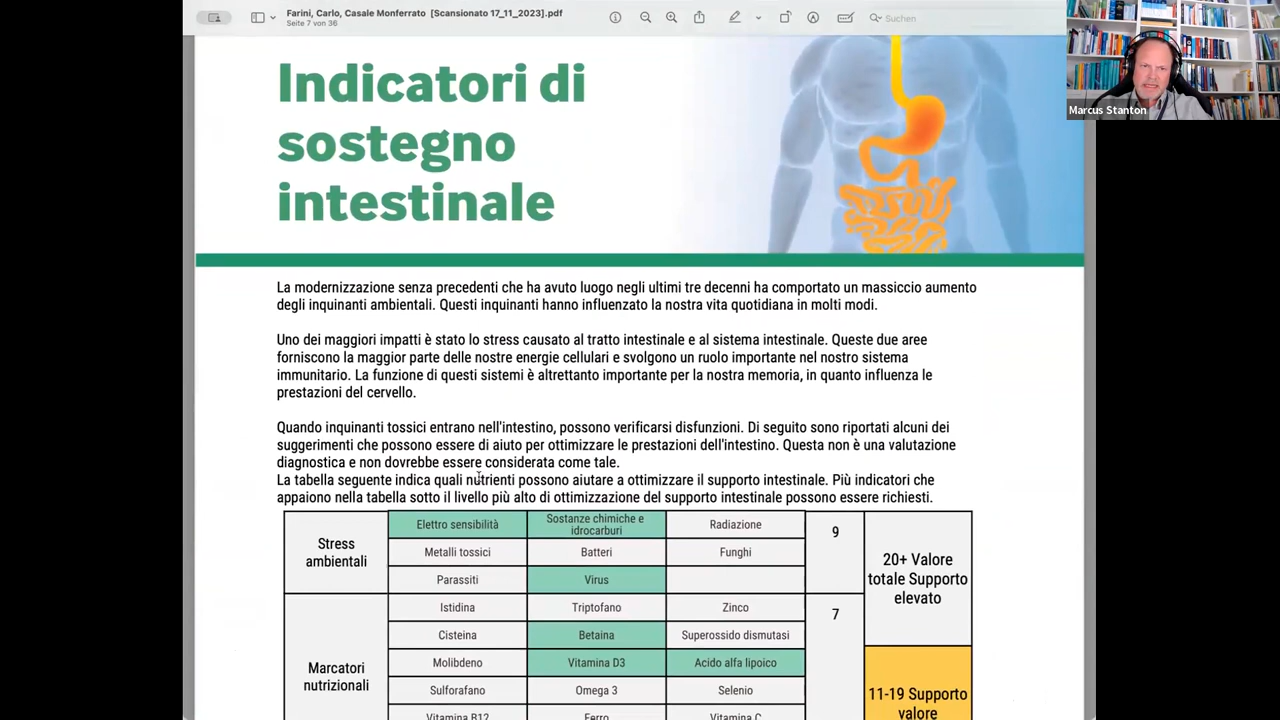 Farini, Carlo, Casale Monferrato [Scansionato 17_11_2023].pdf
Seite 7 von 36
Suchen
Marcus Stanton
Indicatori di
sostegno
intestinale
La modernizzazione senza precedenti che ha avuto luogo negli ultimi tre decenni ha comportato un massiccio aumento
degli inquinanti ambientali. Questi inquinanti hanno influenzato la nostra vita quotidiana in molti modi.
Uno dei maggiori impatti è stato lo stress causato al tratto intestinale e al sistema intestinale. Queste due aree
forniscono la maggior parte delle nostre energie cellulari e svolgono un ruolo importante nel nostro sistema
immunitario. La funzione di questi sistemi è altrettanto importante per la nostra memoria, in quanto influenza le
prestazioni del cervello.
Quando inquinanti tossici entrano nell'intestino, possono verificarsi disfunzioni. Di seguito sono riportati alcuni dei
suggerimenti che possono essere di aiuto per ottimizzare le prestazioni dell'intestino. Questa non è una valutazione
diagnostica e non dovrebbe essere considerata come tale.
La tabella seguente indica quali nutrienti possono aiutare a ottimizzare il supporto intestinale. Più indicatori che
appaiono nella tabella sotto il livello più alto di ottimizzazione del supporto intestinale possono essere richiesti.
Stress
ambientali
Elettro sensibilità
Sostanze chimiche e
idrocarburi
Radiazione
Metalli tossici
Batteri
Funghi
Parassiti
Virus
9
20+ Valore
totale Supporto
elevato
Marcatori
nutrizionali
Istidina
Triptofano
Zinco
Cisteina
Betaina
Superossido dismutasi
Molibdeno
Vitamina D3
Acido alfa lipoico
Sulforafano
Omega 3
Selenio
Vitamina B12
Ferro
Vitamina C
7
11-19 Supporto
valore